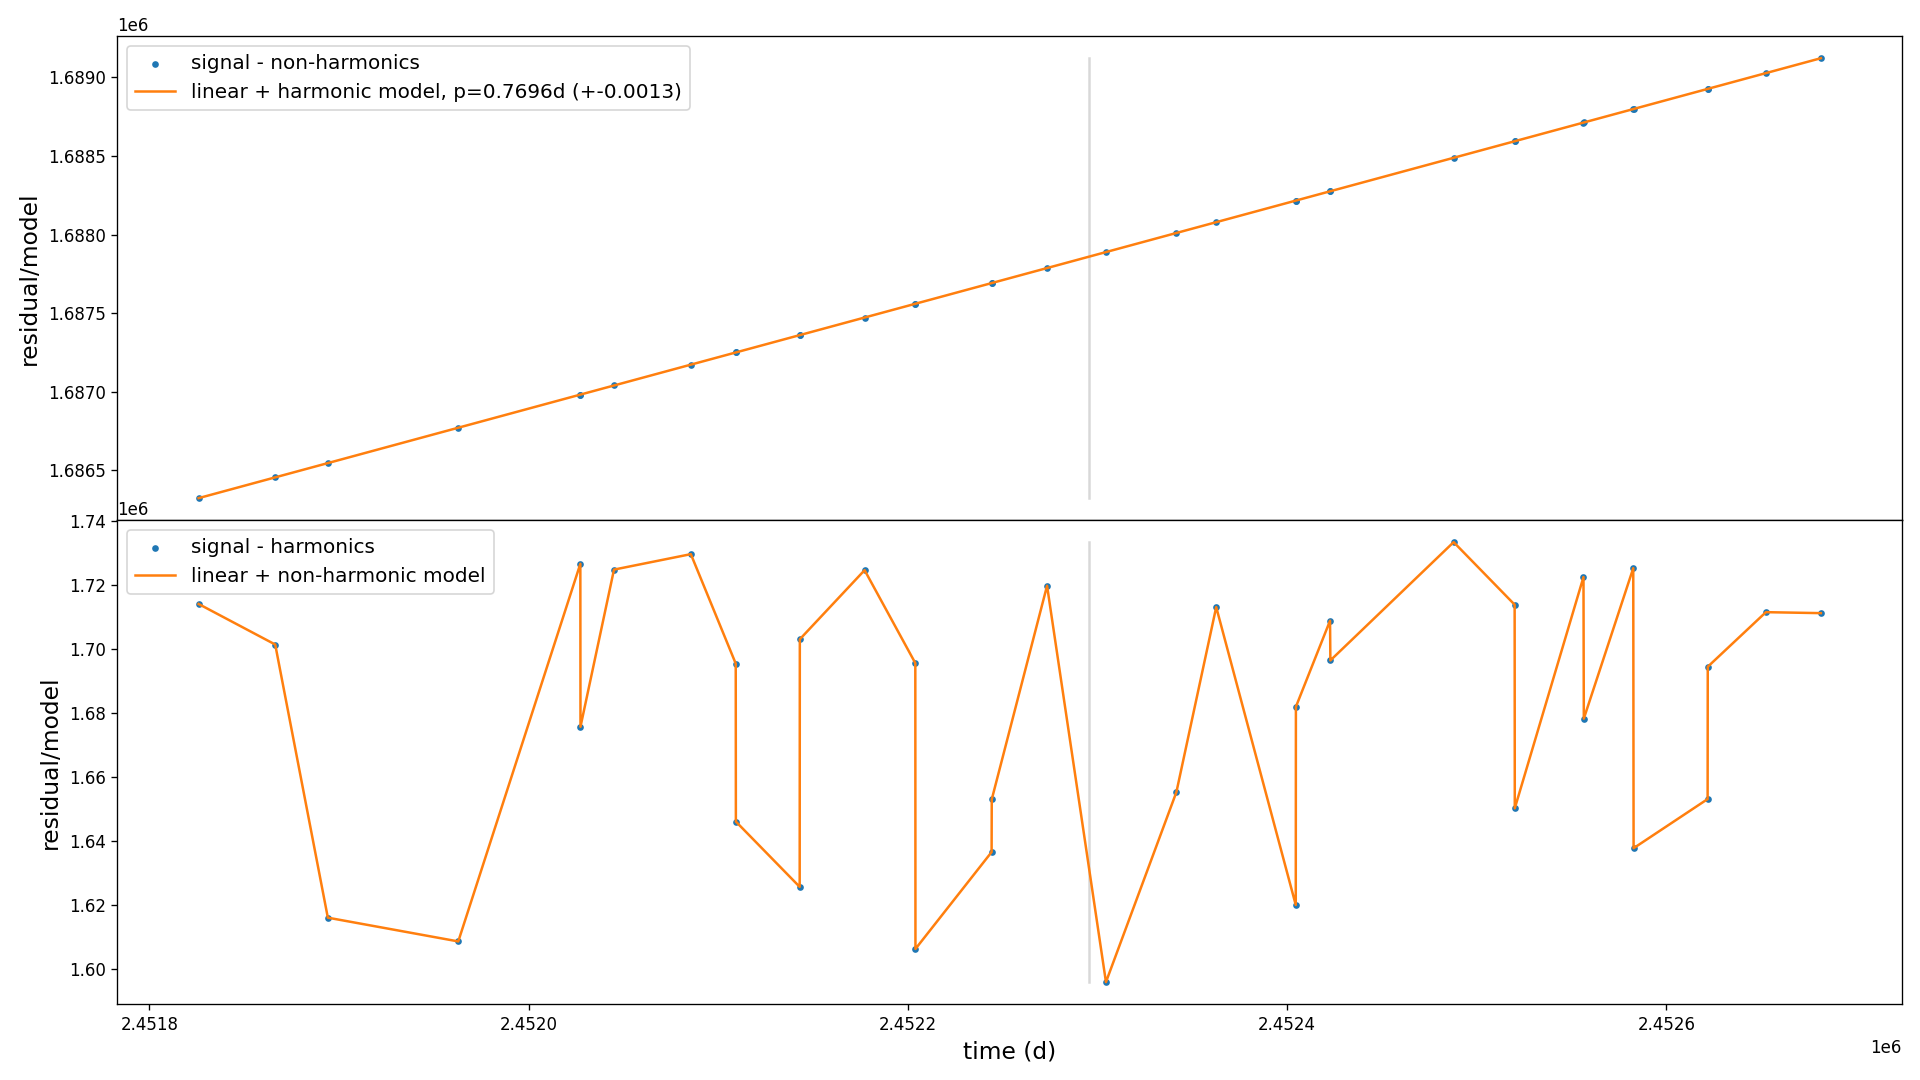 1e6
signal - non-harmonics
linear + harmonic model, p=0.7696d (+-0.0013)
1.6890
1.6885
1.6880
1.6875
1.6870
1.6865
residual/model
1e6
signal - harmonics
linear + non-harmonic model
1.74
1.72
1.70
1.68
1.66
1.64
1.62
1.60
residual/model
2.4518
2.4520
2.4522
2.4524
2.4526
1e6
time (d)